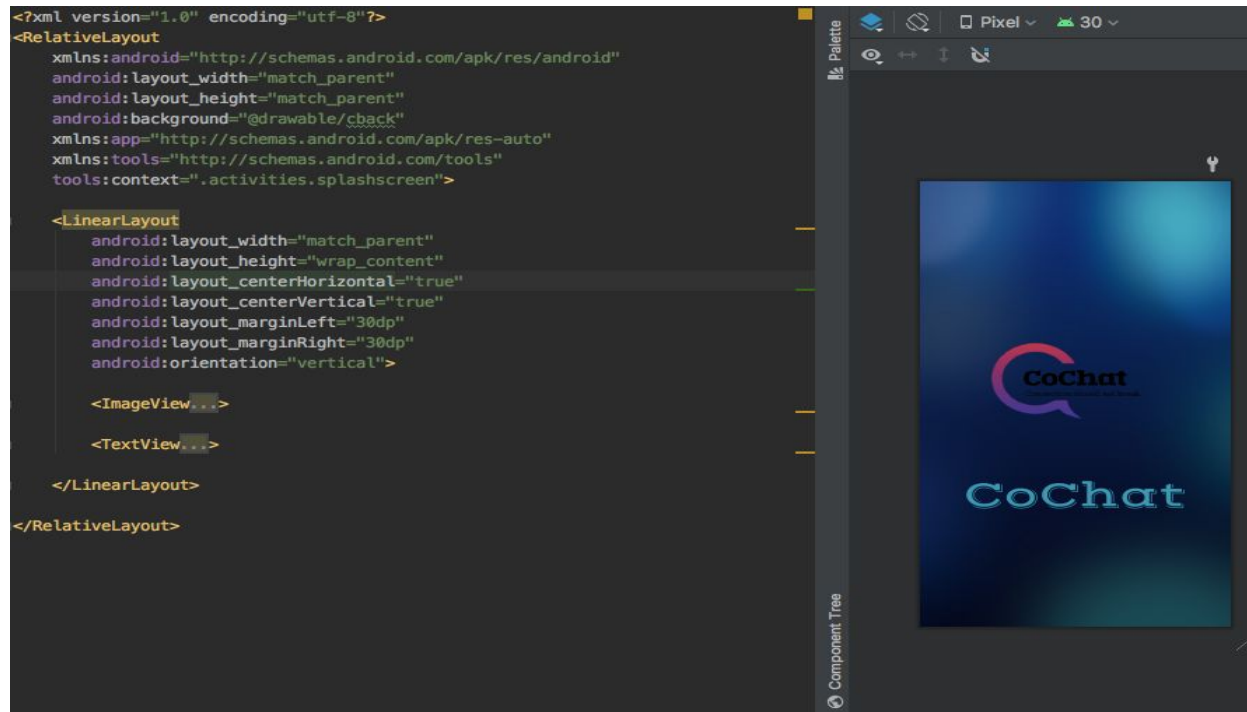 <?xml version="1.0" encoding="utf-8"?>
<RelativeLayout
    xmlns:android="http://schemas.android.com/apk/res/android"
    android:layout_width="match_parent"
    android:layout_height="match_parent"
    android:background="@drawable/cback"
    xmlns:app="http://schemas.android.com/apk/res-auto"
    xmlns:tools="http://schemas.android.com/tools"
    tools:context=".activities.splashscreen">
    <LinearLayout
        android:layout_width="match_parent"
        android:layout_height="wrap_content"
        android:layout_centerHorizontal="true"
        android:layout_centerVertical="true"
        android:layout_marginLeft="30dp"
        android:layout_marginRight="30dp"
        android:orientation="vertical">
        <ImageView...>
        <TextView...>
    </LinearLayout>
</RelativeLayout>
Palette
Component Tree
Pixel 30
CoChat
CoChat